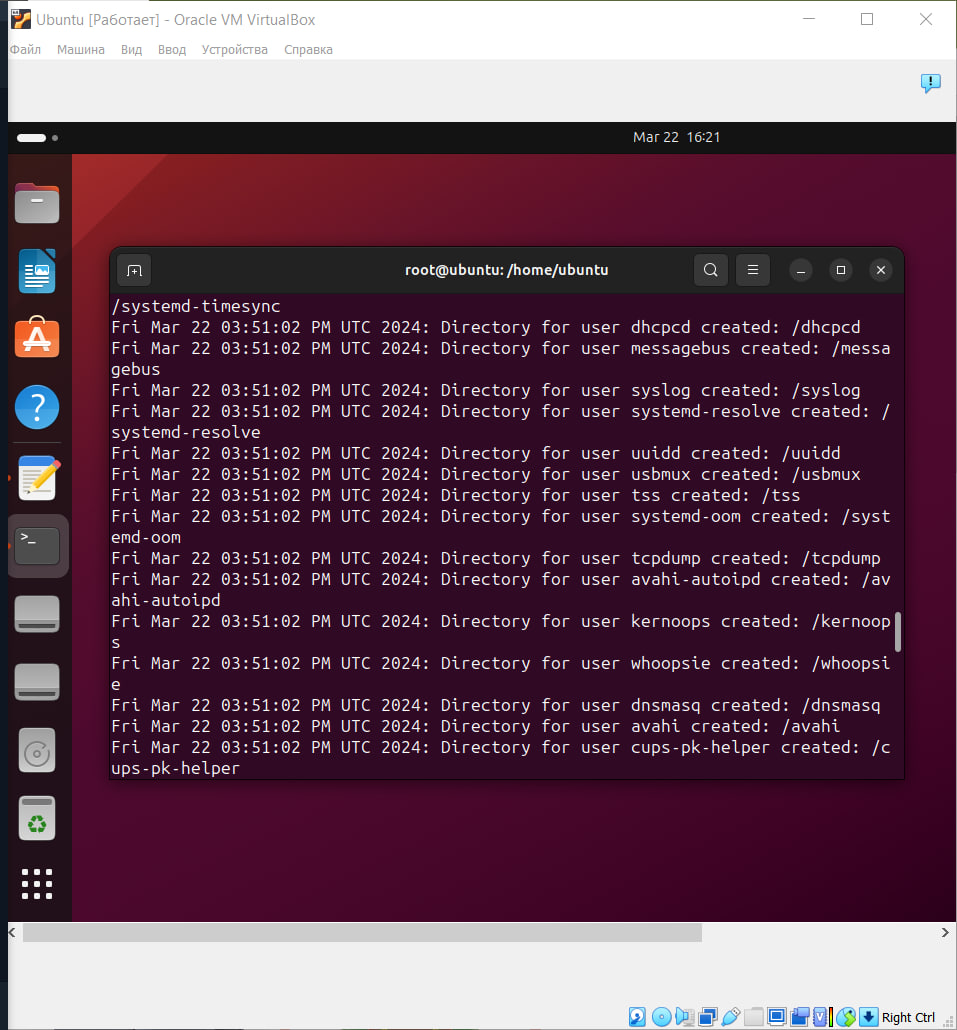 Ubuntu [Работает] - Oracle VM VirtualBox
Файл Машина Вид Ввод Устройства Справка
Mar 22 16:21
root@ubuntu: /home/ubuntu
/systemd-timesync
Fri Mar 22 03:51:02 PM UTC 2024: Directory for user dhcpcd created: /dhcpcd
Fri Mar 22 03:51:02 PM UTC 2024: Directory for user messagebus created: /messa
gebus
Fri Mar 22 03:51:02 PM UTC 2024: Directory for user syslog created: /syslog
Fri Mar 22 03:51:02 PM UTC 2024: Directory for user systemd-resolve created: /
systemd-resolve
Fri Mar 22 03:51:02 PM UTC 2024: Directory for user uuidd created: /uuidd
Fri Mar 22 03:51:02 PM UTC 2024: Directory for user usbmux created: /usbmux
Fri Mar 22 03:51:02 PM UTC 2024: Directory for user tss created: /tss
Fri Mar 22 03:51:02 PM UTC 2024: Directory for user systemd-oom created: /syst
emd-oom
Fri Mar 22 03:51:02 PM UTC 2024: Directory for user tcpdump created: /tcpdump
Fri Mar 22 03:51:02 PM UTC 2024: Directory for user avahi-autoipd created: /av
ahi-autoipd
Fri Mar 22 03:51:02 PM UTC 2024: Directory for user kernoops created: /kernoop
s
Fri Mar 22 03:51:02 PM UTC 2024: Directory for user whoopsie created: /whoopsi
e
Fri Mar 22 03:51:02 PM UTC 2024: Directory for user dnsmasq created: /dnsmasq
Fri Mar 22 03:51:02 PM UTC 2024: Directory for user avahi created: /avahi
Fri Mar 22 03:51:02 PM UTC 2024: Directory for user cups-pk-helper created: /c
ups-pk-helper
Right Ctrl